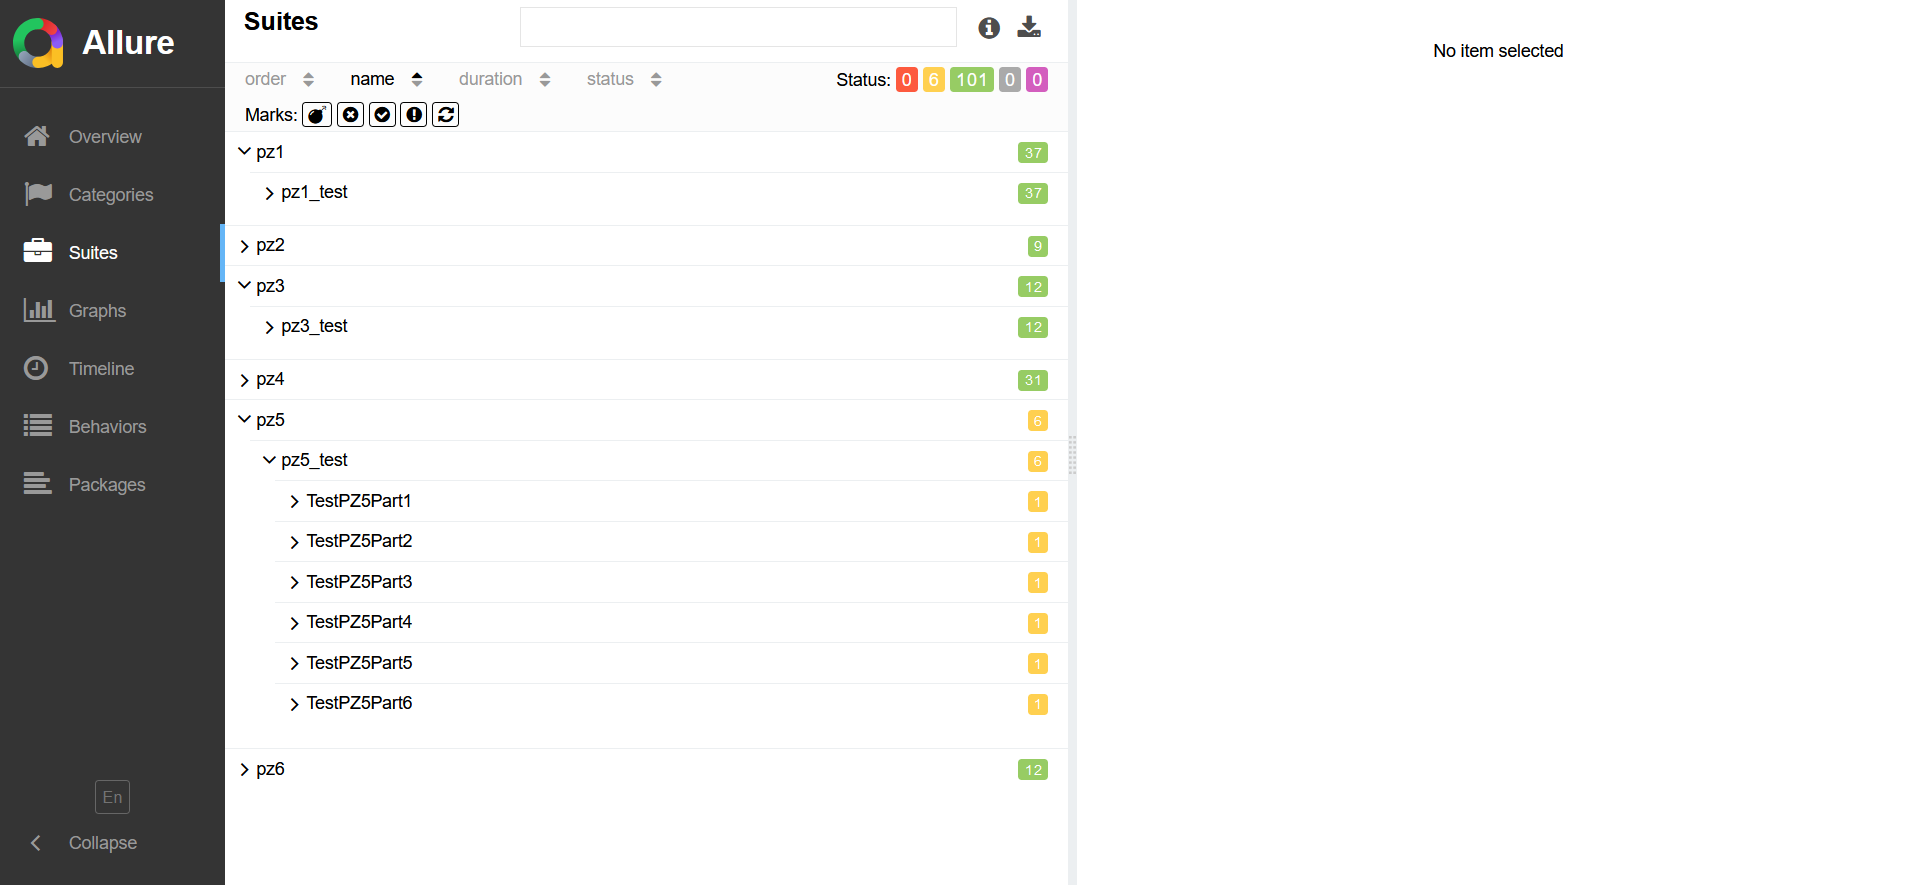 Allure
Overview
Categories
Suites
Graphs
Timeline
Behaviors
Packages
En
Collapse
Suites
order name duration status Status: 0 6 101 0 0
Marks:
pz1 37
pz1_test 37
pz2 9
pz3 12
pz3_test 12
pz4 31
pz5 6
pz5_test 6
TestPZ5Part1 1
TestPZ5Part2 1
TestPZ5Part3 1
TestPZ5Part4 1
TestPZ5Part5 1
TestPZ5Part6 1
pz6 12
No item selected